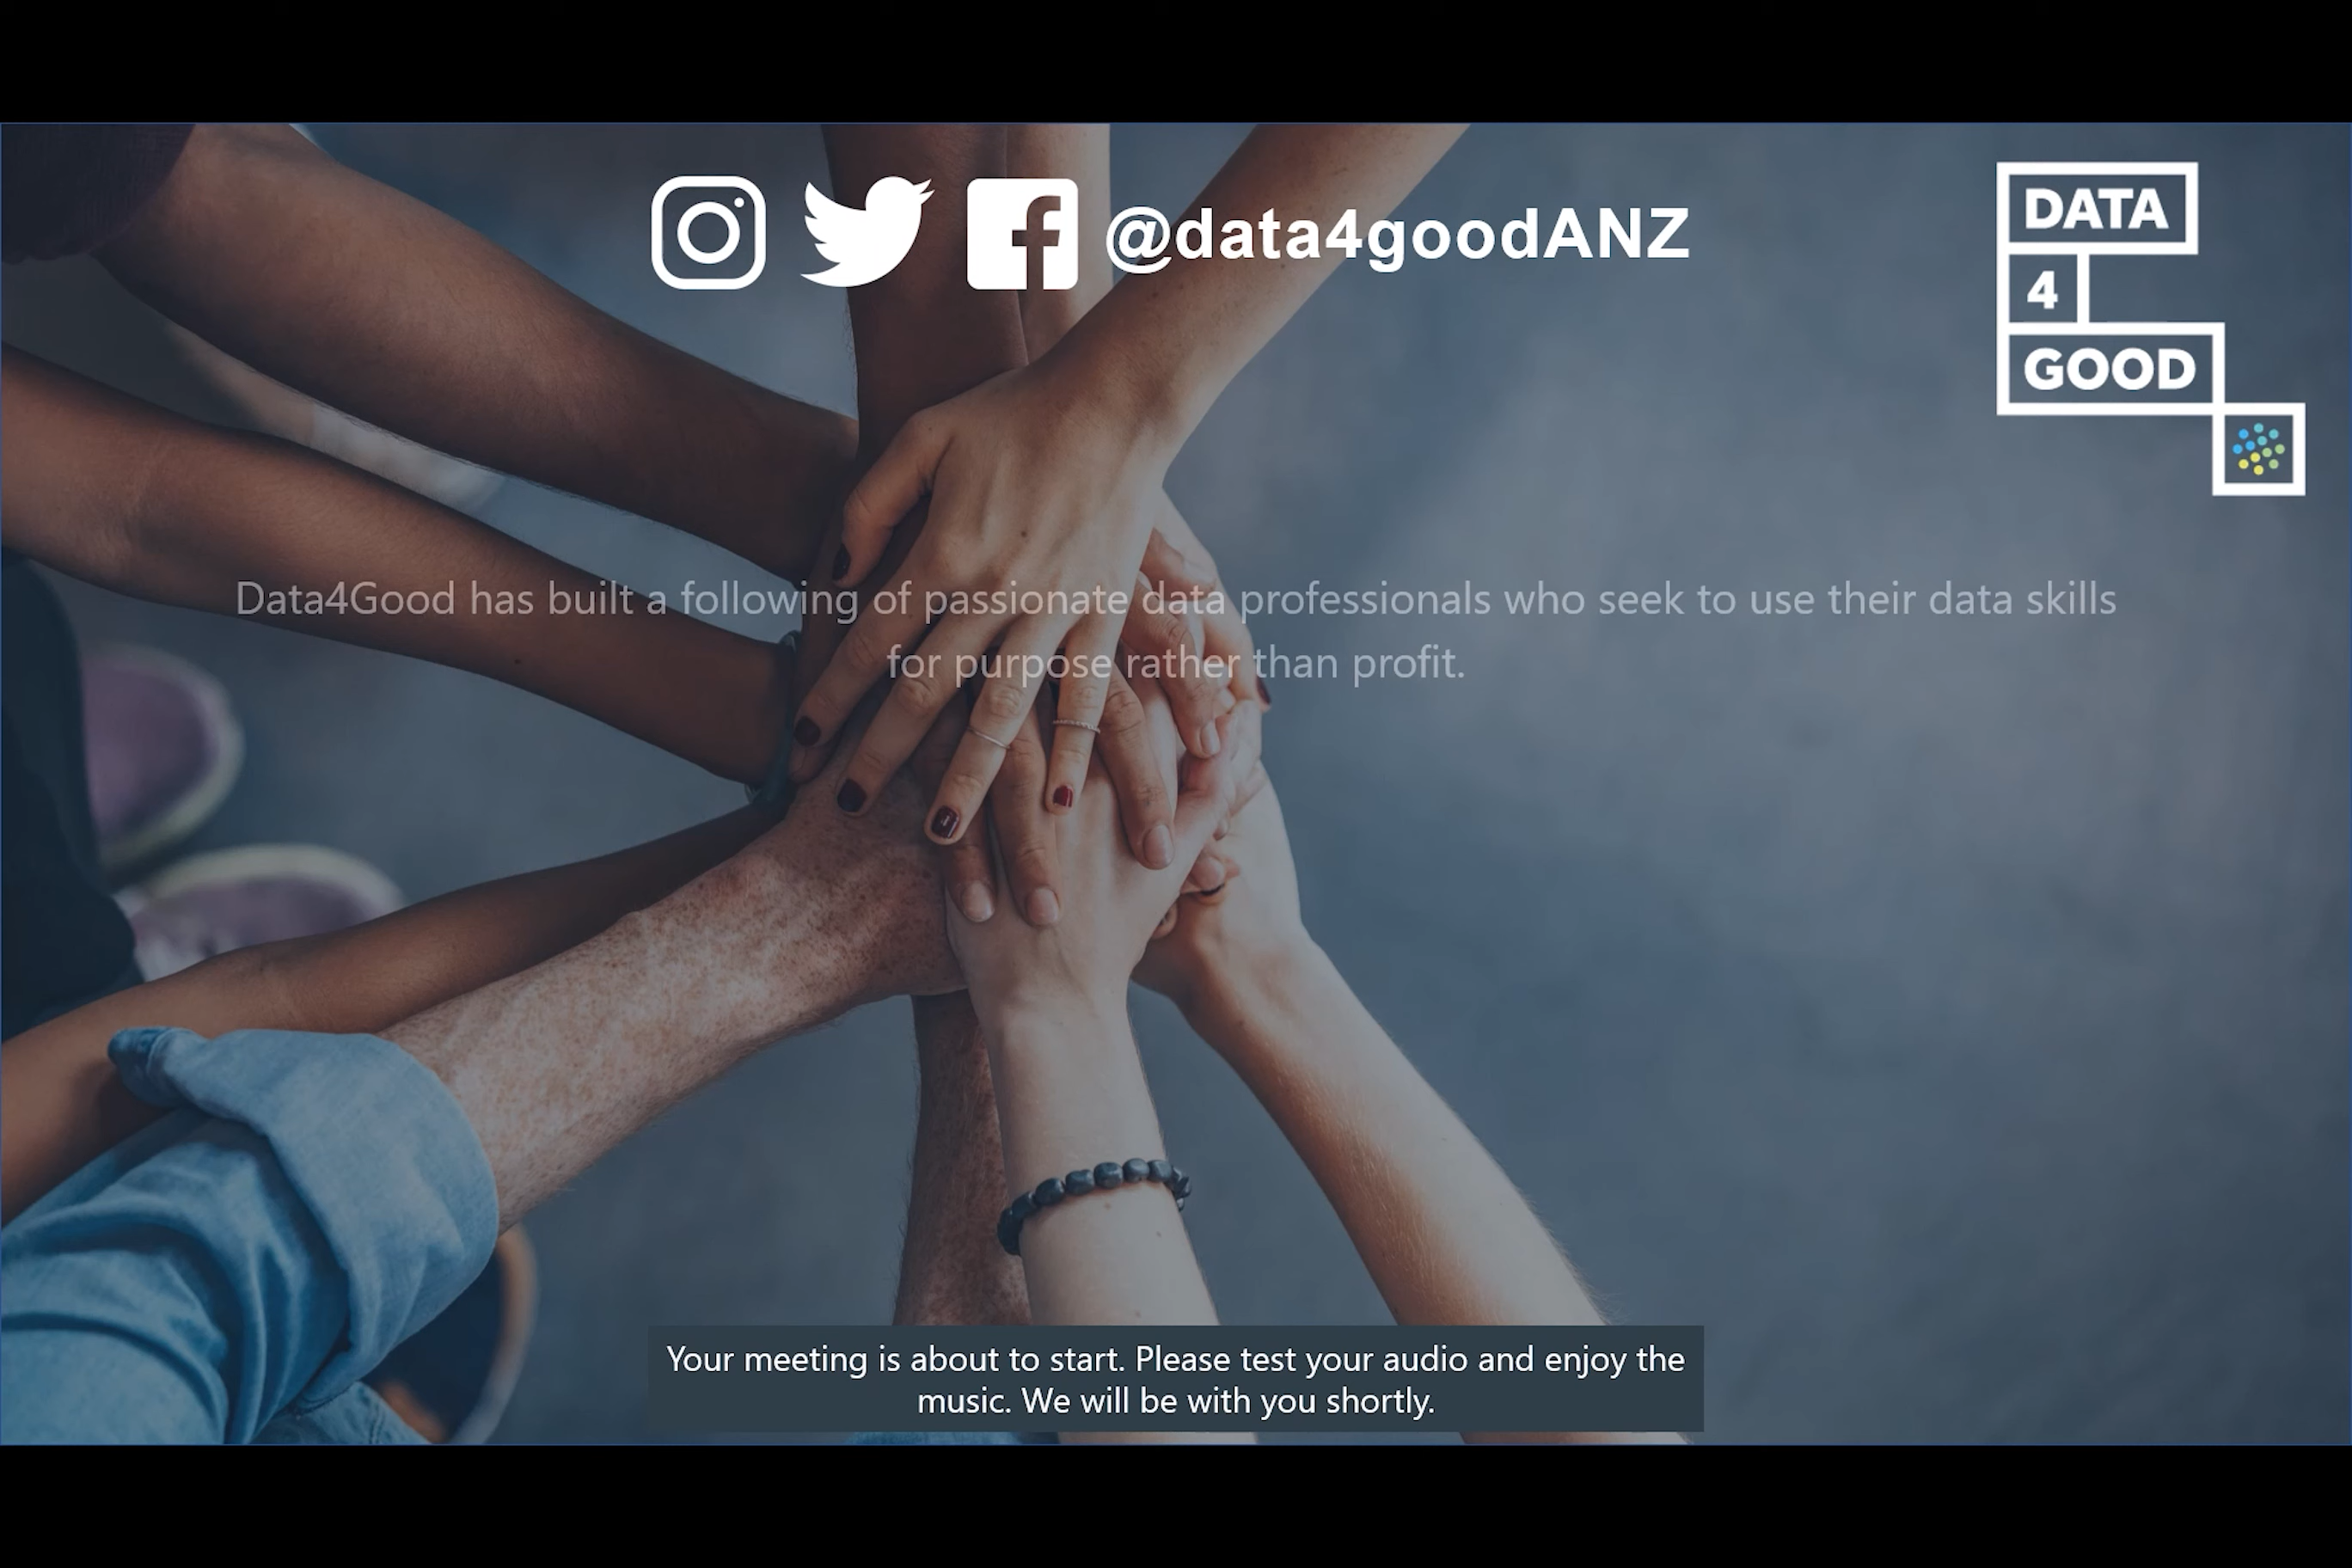 @data4goodANZ
DATA
4
GOOD
Data4Good has built a following of passionate data professionals who seek to use their data skills
for purpose rather than profit.
Your meeting is about to start. Please test your audio and enjoy the
music. We will be with you shortly.